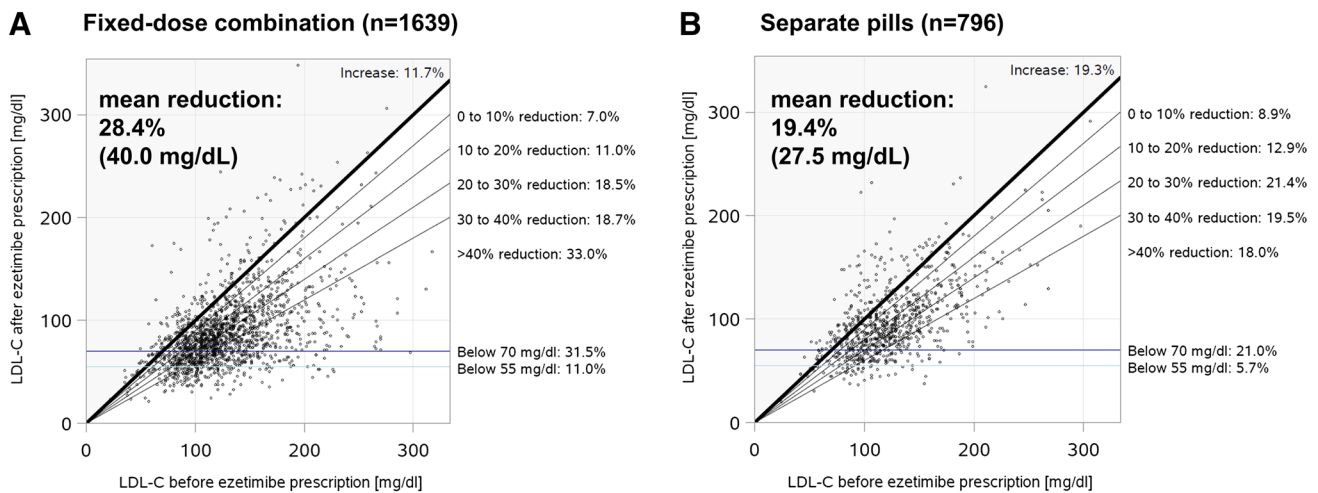 A
Fixed-dose combination (n=1639)
Increase: 11.7%
mean reduction:
28.4%
(40.0 mg/dL)
300
200
100
0
0
100
200
300
LDL-C after ezetimibe prescription [mg/dl]
LDL-C before ezetimibe prescription [mg/dl]
0 to 10% reduction: 7.0%
10 to 20% reduction: 11.0%
20 to 30% reduction: 18.5%
30 to 40% reduction: 18.7%
>40% reduction: 33.0%
Below 70 mg/dl: 31.5%
Below 55 mg/dl: 11.0%
B
Separate pills (n=796)
Increase: 19.3%
mean reduction:
19.4%
(27.5 mg/dL)
300
200
100
0
0
100
200
300
LDL-C after ezetimibe prescription [mg/dl]
LDL-C before ezetimibe prescription [mg/dl]
0 to 10% reduction: 8.9%
10 to 20% reduction: 12.9%
20 to 30% reduction: 21.4%
30 to 40% reduction: 19.5%
>40% reduction: 18.0%
Below 70 mg/dl: 21.0%
Below 55 mg/dl: 5.7%